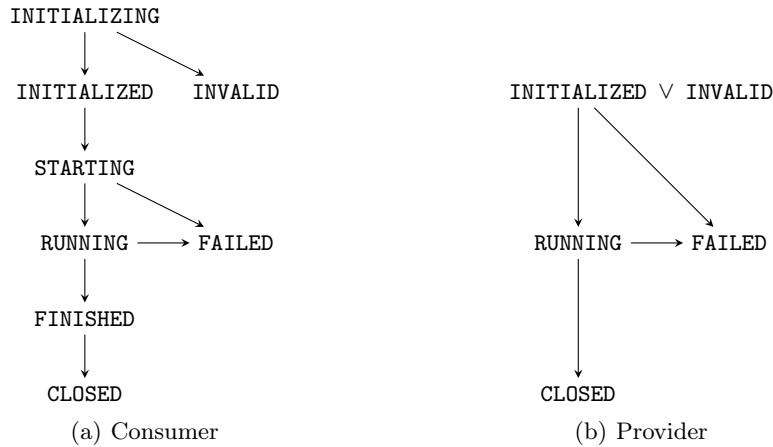 INITIALIZING
INITIALIZED INVALID
STARTING
RUNNING FAILED
FINISHED
CLOSED
(a) Consumer
INITIALIZED ∨ INVALID
RUNNING FAILED
CLOSED
(b) Provider